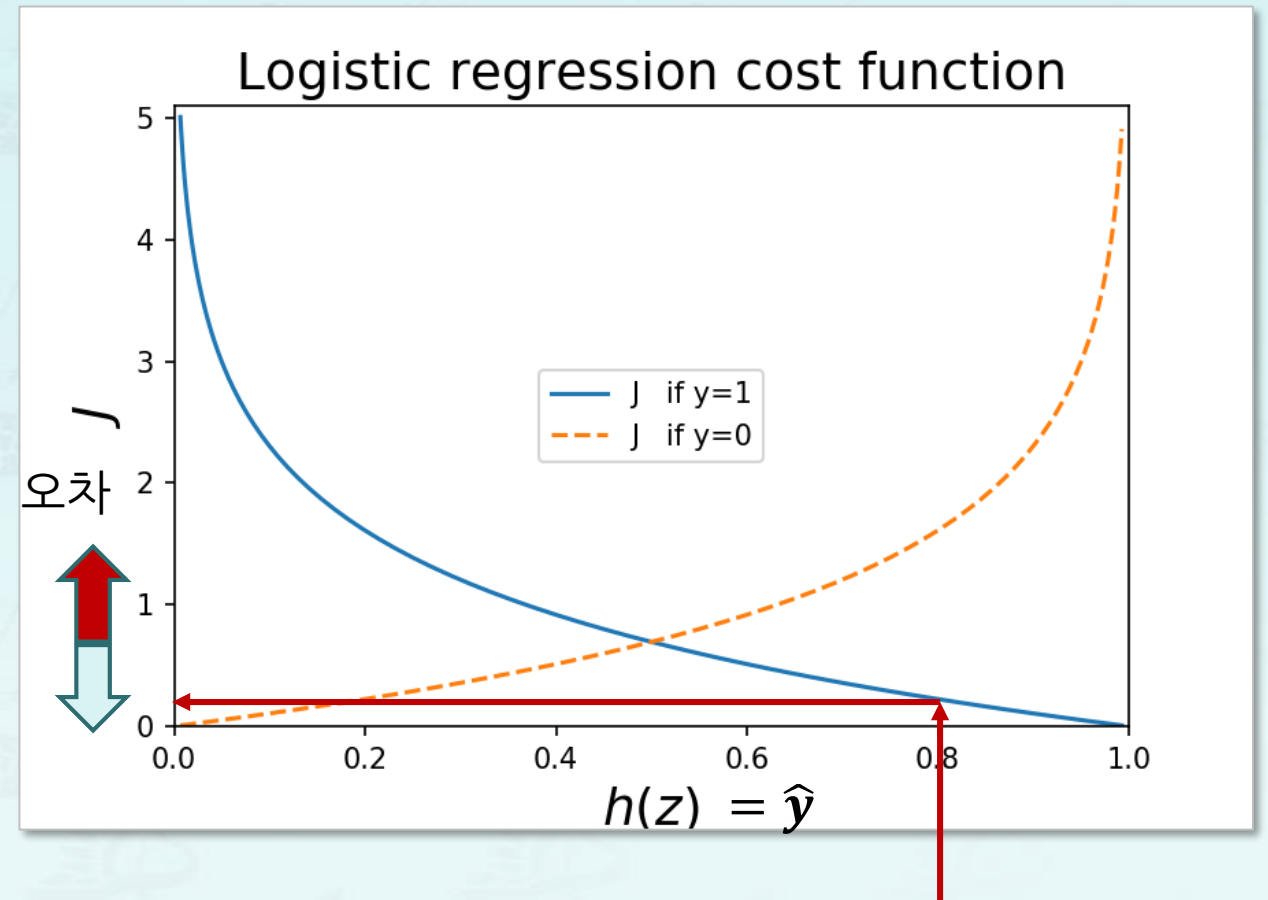 Logistic regression cost function
5
4
3
2
1
0
J
오차
J if y=1
J if y=0
0.0 0.2 0.4 0.6 0.8 1.0
h(z) = ŷ